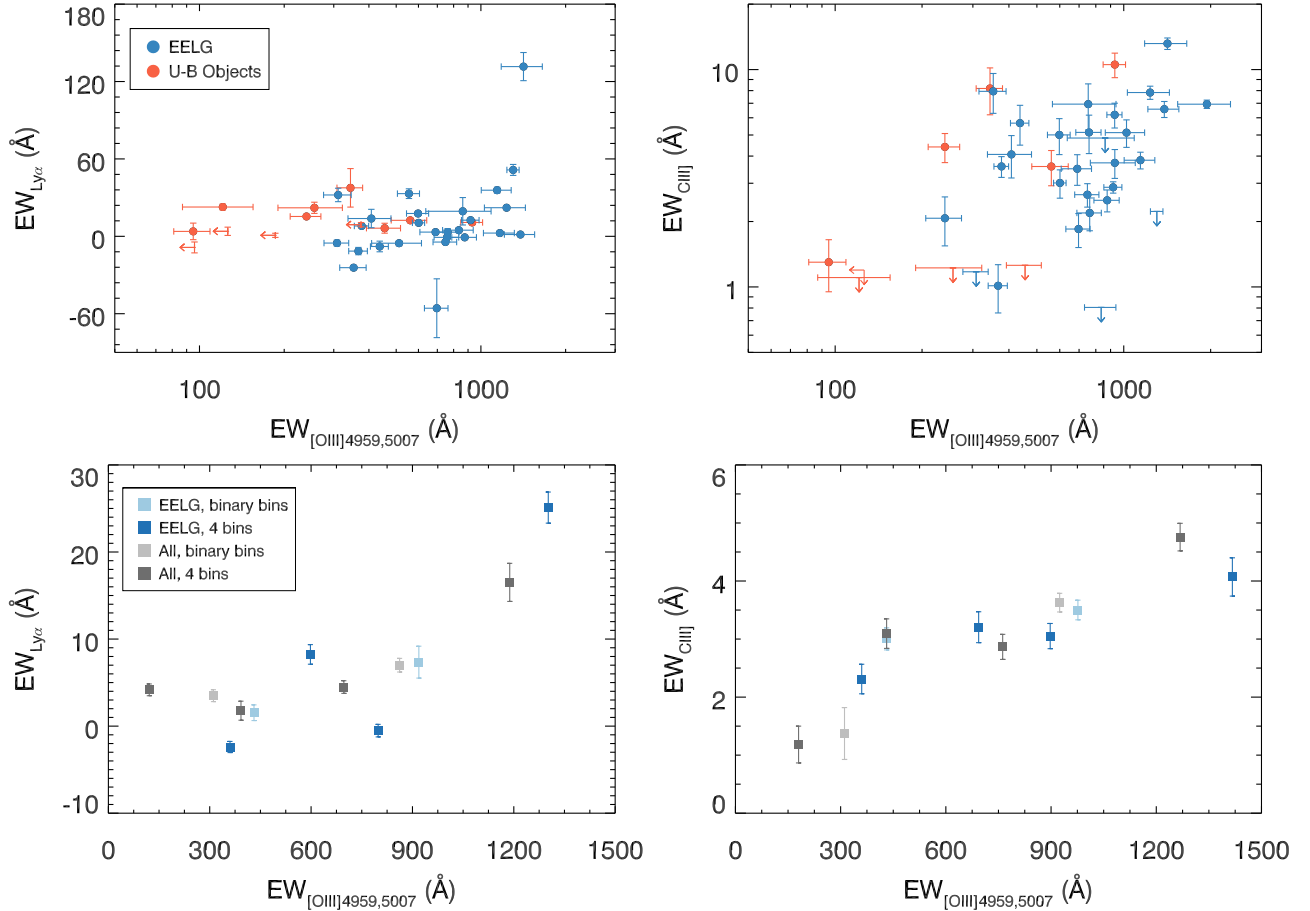 180
120
60
0
-60
EW_Lyα (Å)
EELG
U-B Objects
100
1000
EW_[OIII]4959,5007 (Å)
10
1
EW_CIII] (Å)
100
1000
EW_[OIII]4959,5007 (Å)
30
20
10
0
-10
EW_Lyα (Å)
EELG, binary bins
EELG, 4 bins
All, binary bins
All, 4 bins
0 300 600 900 1200 1500
EW_[OIII]4959,5007 (Å)
6
4
2
0
EW_CIII] (Å)
0 300 600 900 1200 1500
EW_[OIII]4959,5007 (Å)